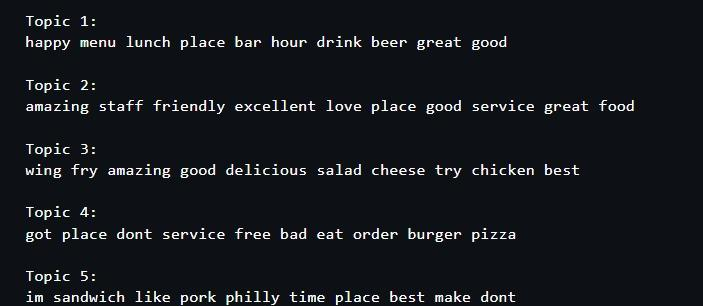 Topic 1:
happy menu lunch place bar hour drink beer great good
Topic 2:
amazing staff friendly excellent love place good service great food
Topic 3:
wing fry amazing good delicious salad cheese try chicken best
Topic 4:
got place dont service free bad eat order burger pizza
Topic 5:
im sandwich like pork philly time place best make dont